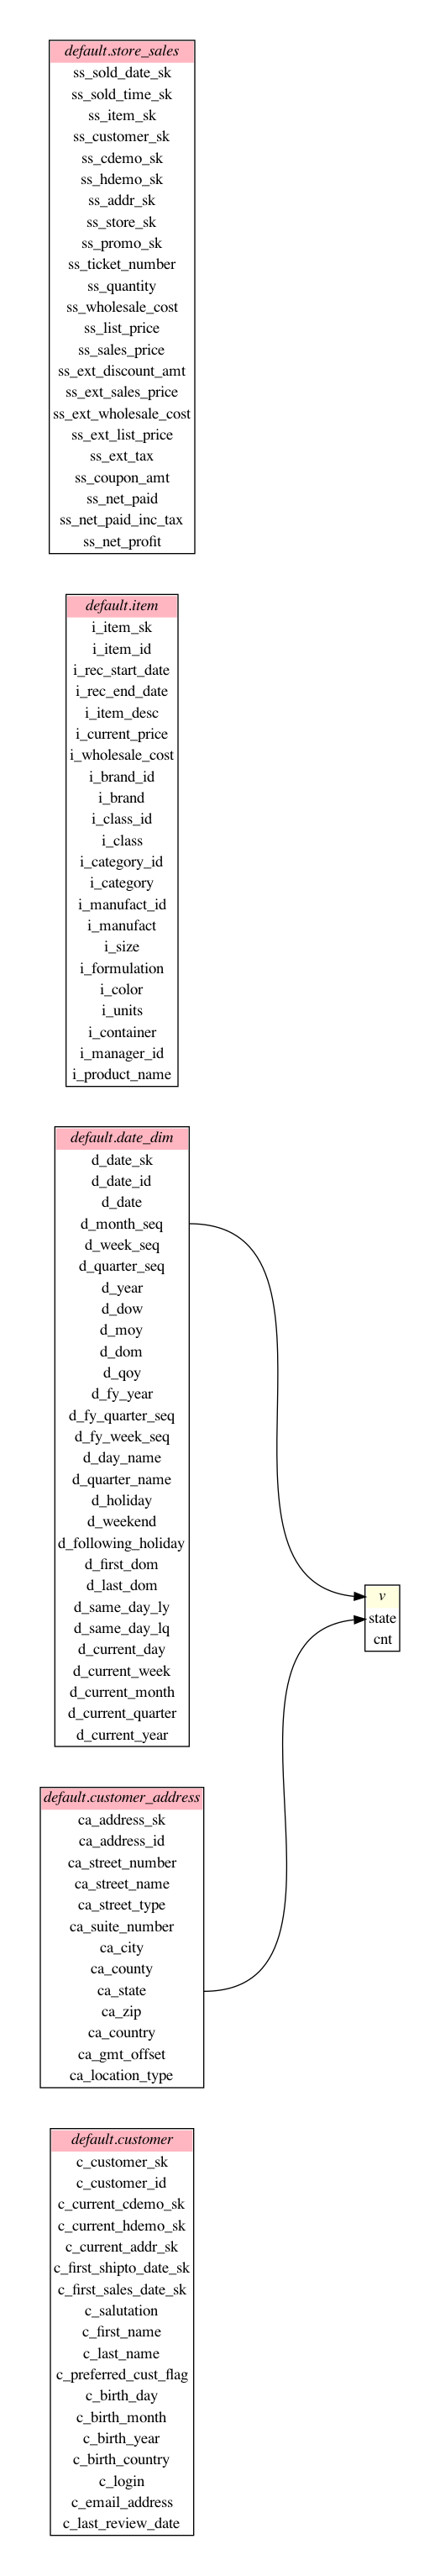 default.store_sales
ss_sold_date_sk
ss_sold_time_sk
ss_item_sk
ss_customer_sk
ss_cdemo_sk
ss_hdemo_sk
ss_addr_sk
ss_store_sk
ss_promo_sk
ss_ticket_number
ss_quantity
ss_wholesale_cost
ss_list_price
ss_sales_price
ss_ext_discount_amt
ss_ext_sales_price
ss_ext_wholesale_cost
ss_ext_list_price
ss_ext_tax
ss_coupon_amt
ss_net_paid
ss_net_paid_inc_tax
ss_net_profit
default.item
i_item_sk
i_item_id
i_rec_start_date
i_rec_end_date
i_item_desc
i_current_price
i_wholesale_cost
i_brand_id
i_brand
i_class_id
i_class
i_category_id
i_category
i_manufact_id
i_manufact
i_size
i_formulation
i_color
i_units
i_container
i_manager_id
i_product_name
default.date_dim
d_date_sk
d_date_id
d_date
d_month_seq
d_week_seq
d_quarter_seq
d_year
d_dow
d_moy
d_dom
d_qoy
d_fy_year
d_fy_quarter_seq
d_fy_week_seq
d_day_name
d_quarter_name
d_holiday
d_weekend
d_following_holiday
d_first_dom
d_last_dom
d_same_day_ly
d_same_day_lq
d_current_day
d_current_week
d_current_month
d_current_quarter
d_current_year
v
state
cnt
default.customer_address
ca_address_sk
ca_address_id
ca_street_number
ca_street_name
ca_street_type
ca_suite_number
ca_city
ca_county
ca_state
ca_zip
ca_country
ca_gmt_offset
ca_location_type
default.customer
c_customer_sk
c_customer_id
c_current_cdemo_sk
c_current_hdemo_sk
c_current_addr_sk
c_first_shipto_date_sk
c_first_sales_date_sk
c_salutation
c_first_name
c_last_name
c_preferred_cust_flag
c_birth_day
c_birth_month
c_birth_year
c_birth_country
c_login
c_email_address
c_last_review_date